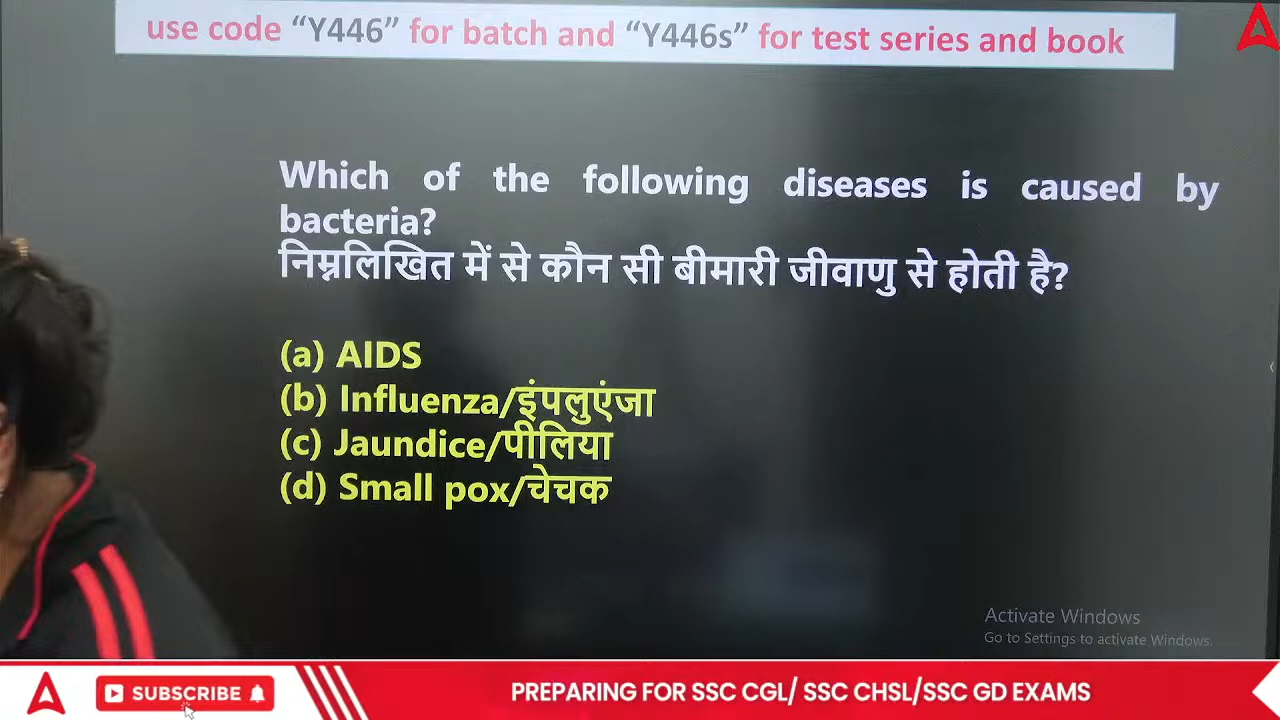 use code “Y446” for batch and “Y446s” for test series and book
Which of the following diseases is caused by
bacteria?
निम्नलिखित में से कौन सी बीमारी जीवाणु से होती है?
(a) AIDS
(b) Influenza/इंफ्लुएंजा
(c) Jaundice/पीलिया
(d) Small pox/चेचक
Activate Windows
Go to Settings to activate Windows.
SUBSCRIBE
PREPARING FOR SSC CGL/ SSC CHSL/SSC GD EXAMS